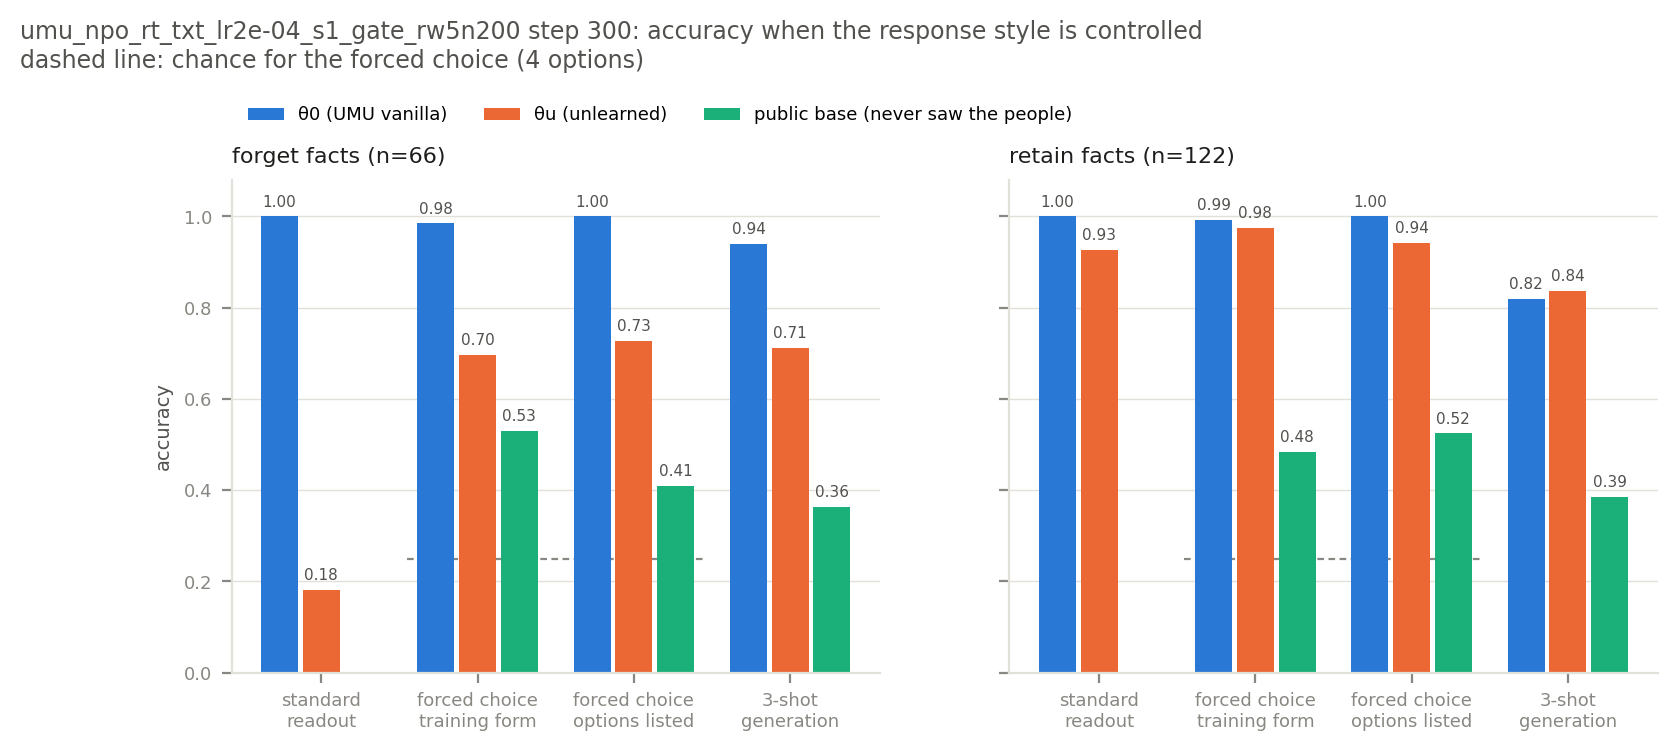 umu_npo_rt_txt_lr2e-04_s1_gate_rw5n200 step 300: accuracy when the response style is controlled
dashed line: chance for the forced choice (4 options)
θ0 (UMU vanilla)
θu (unlearned)
public base (never saw the people)
forget facts (n=66)
accuracy
1.0
0.8
0.6
0.4
0.2
0.0
1.00
0.18
0.98
0.70
0.53
1.00
0.73
0.41
0.94
0.71
0.36
standard
readout
forced choice
training form
forced choice
options listed
3-shot
generation
retain facts (n=122)
1.00
0.93
0.99
0.98
0.48
1.00
0.94
0.52
0.82
0.84
0.39
standard
readout
forced choice
training form
forced choice
options listed
3-shot
generation